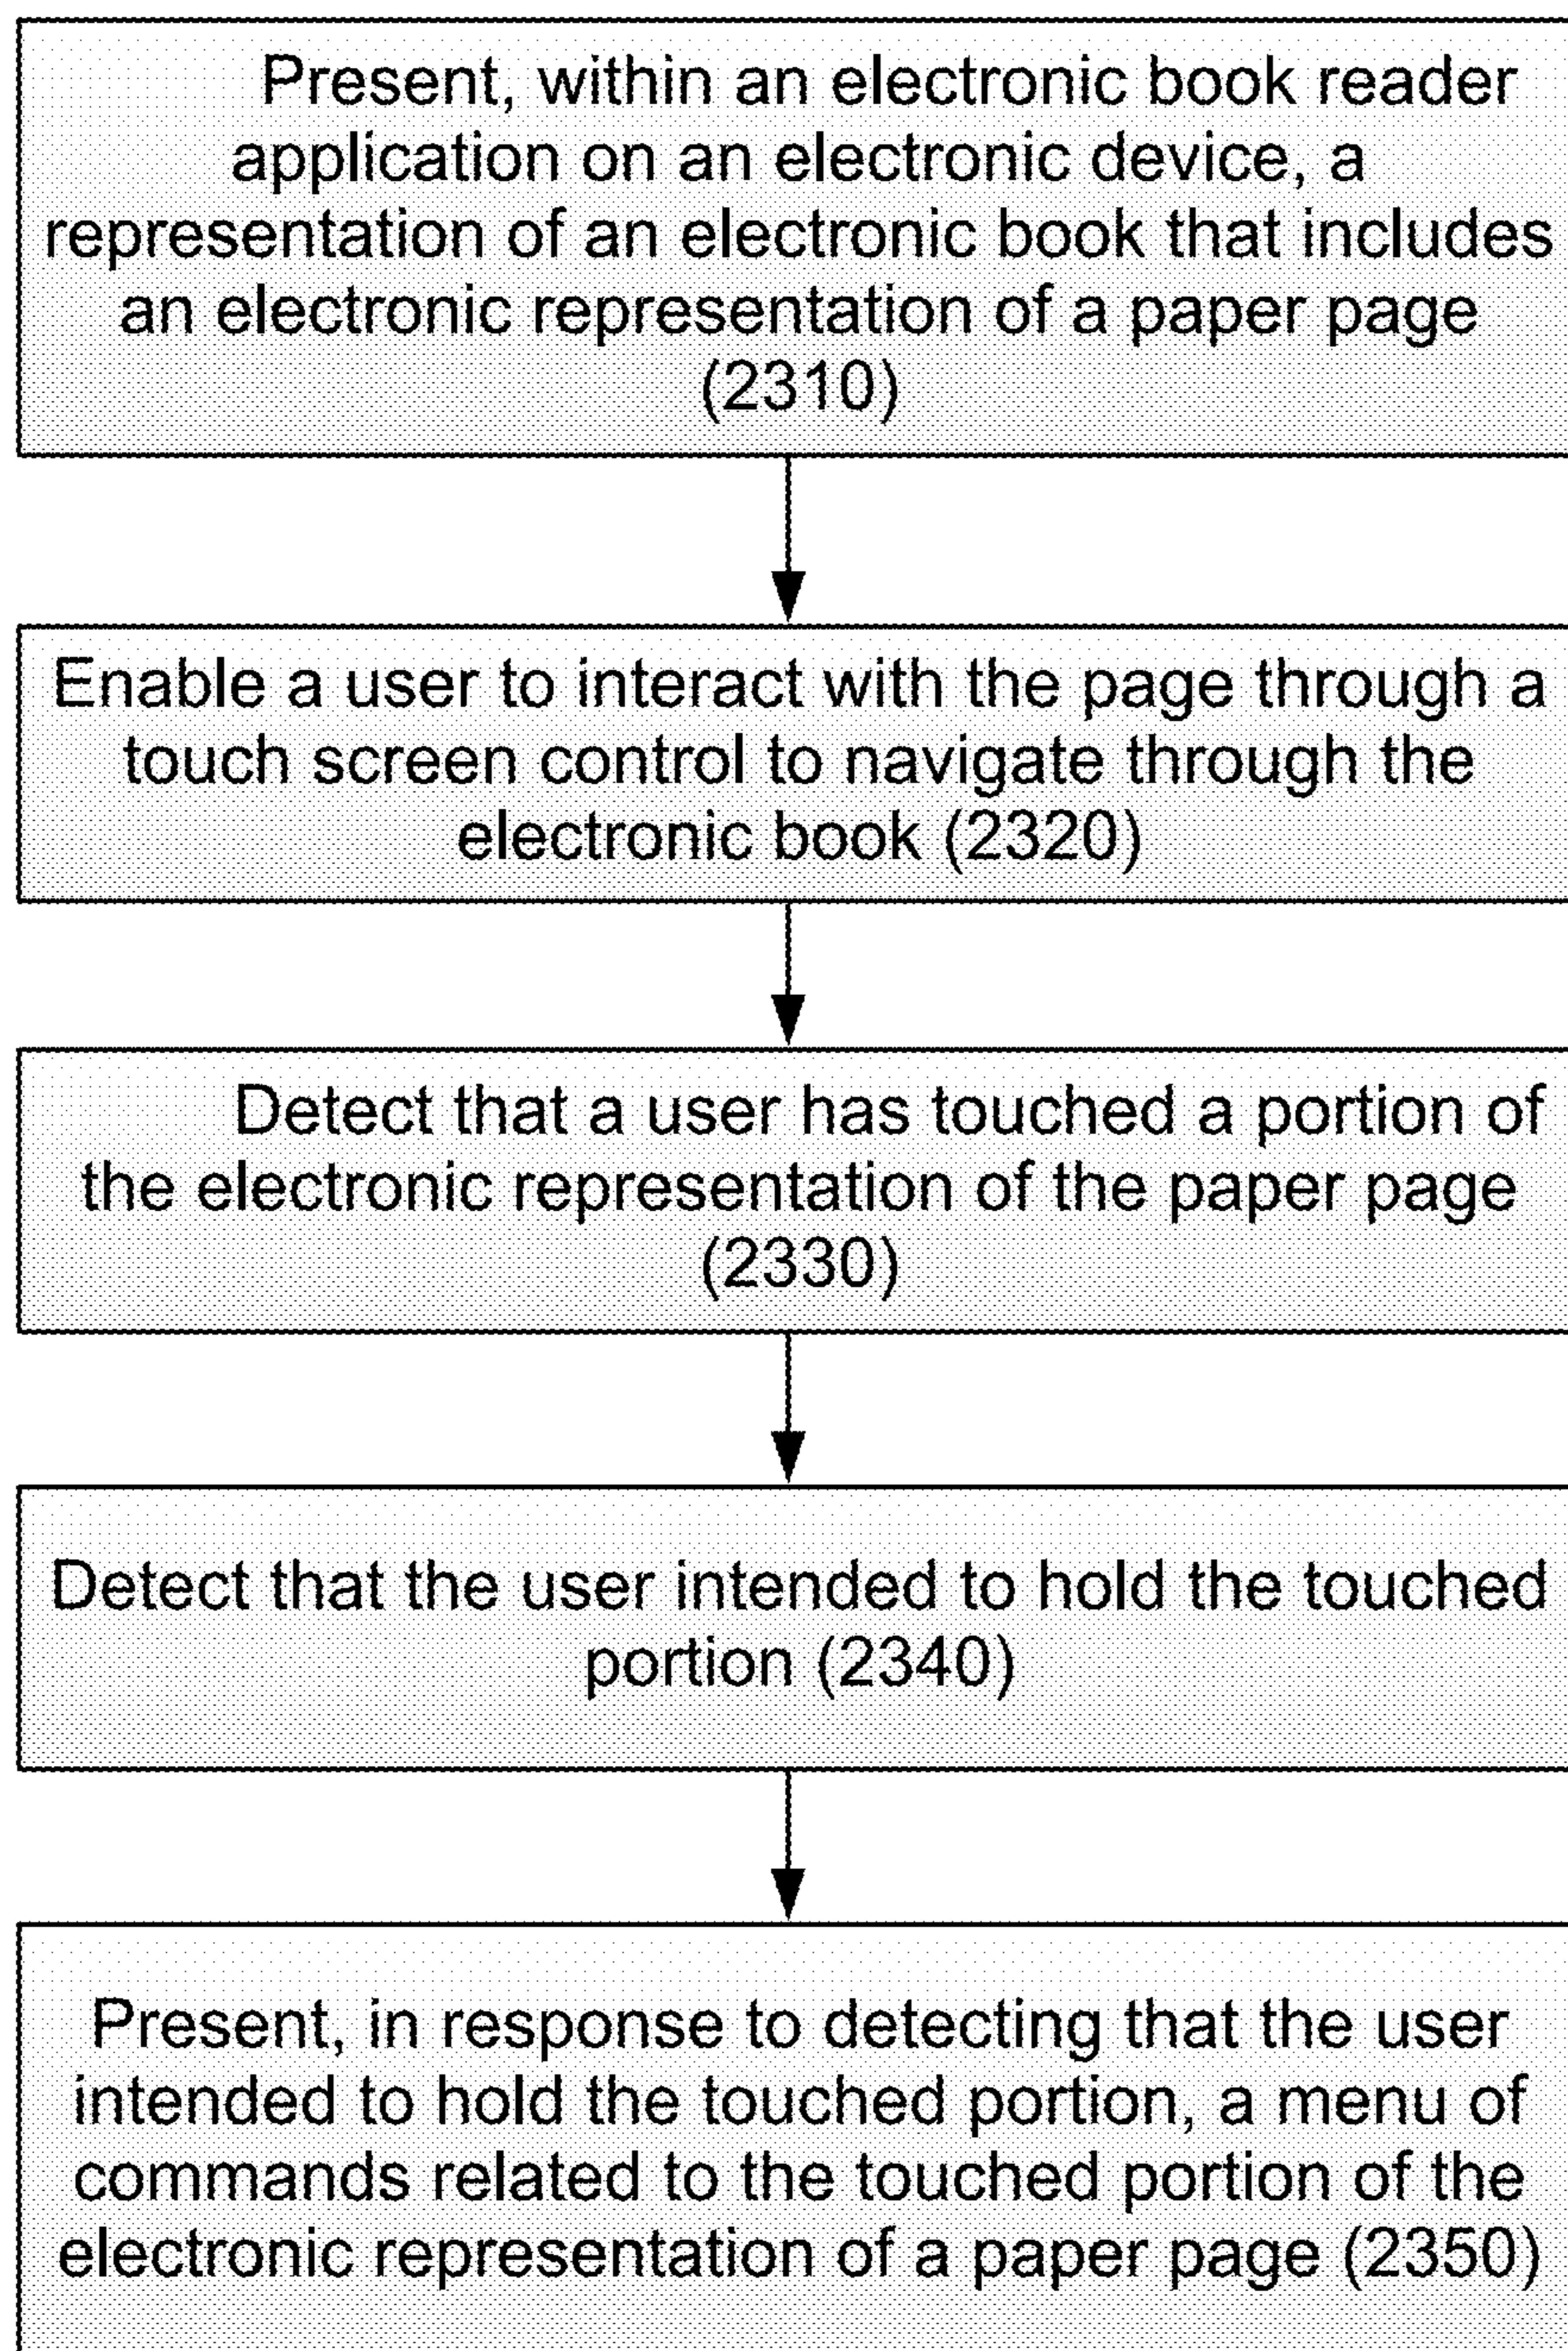 Present, within an electronic book reader
application on an electronic device, a
representation of an electronic book that includes
an electronic representation of a paper page
(2310)
Enable a user to interact with the page through a
touch screen control to navigate through the
electronic book (2320)
Detect that a user has touched a portion of
the electronic representation of the paper page
(2330)
Detect that the user intended to hold the touched
portion (2340)
Present, in response to detecting that the user
intended to hold the touched portion, a menu of
commands related to the touched portion of the
electronic representation of a paper page (2350)